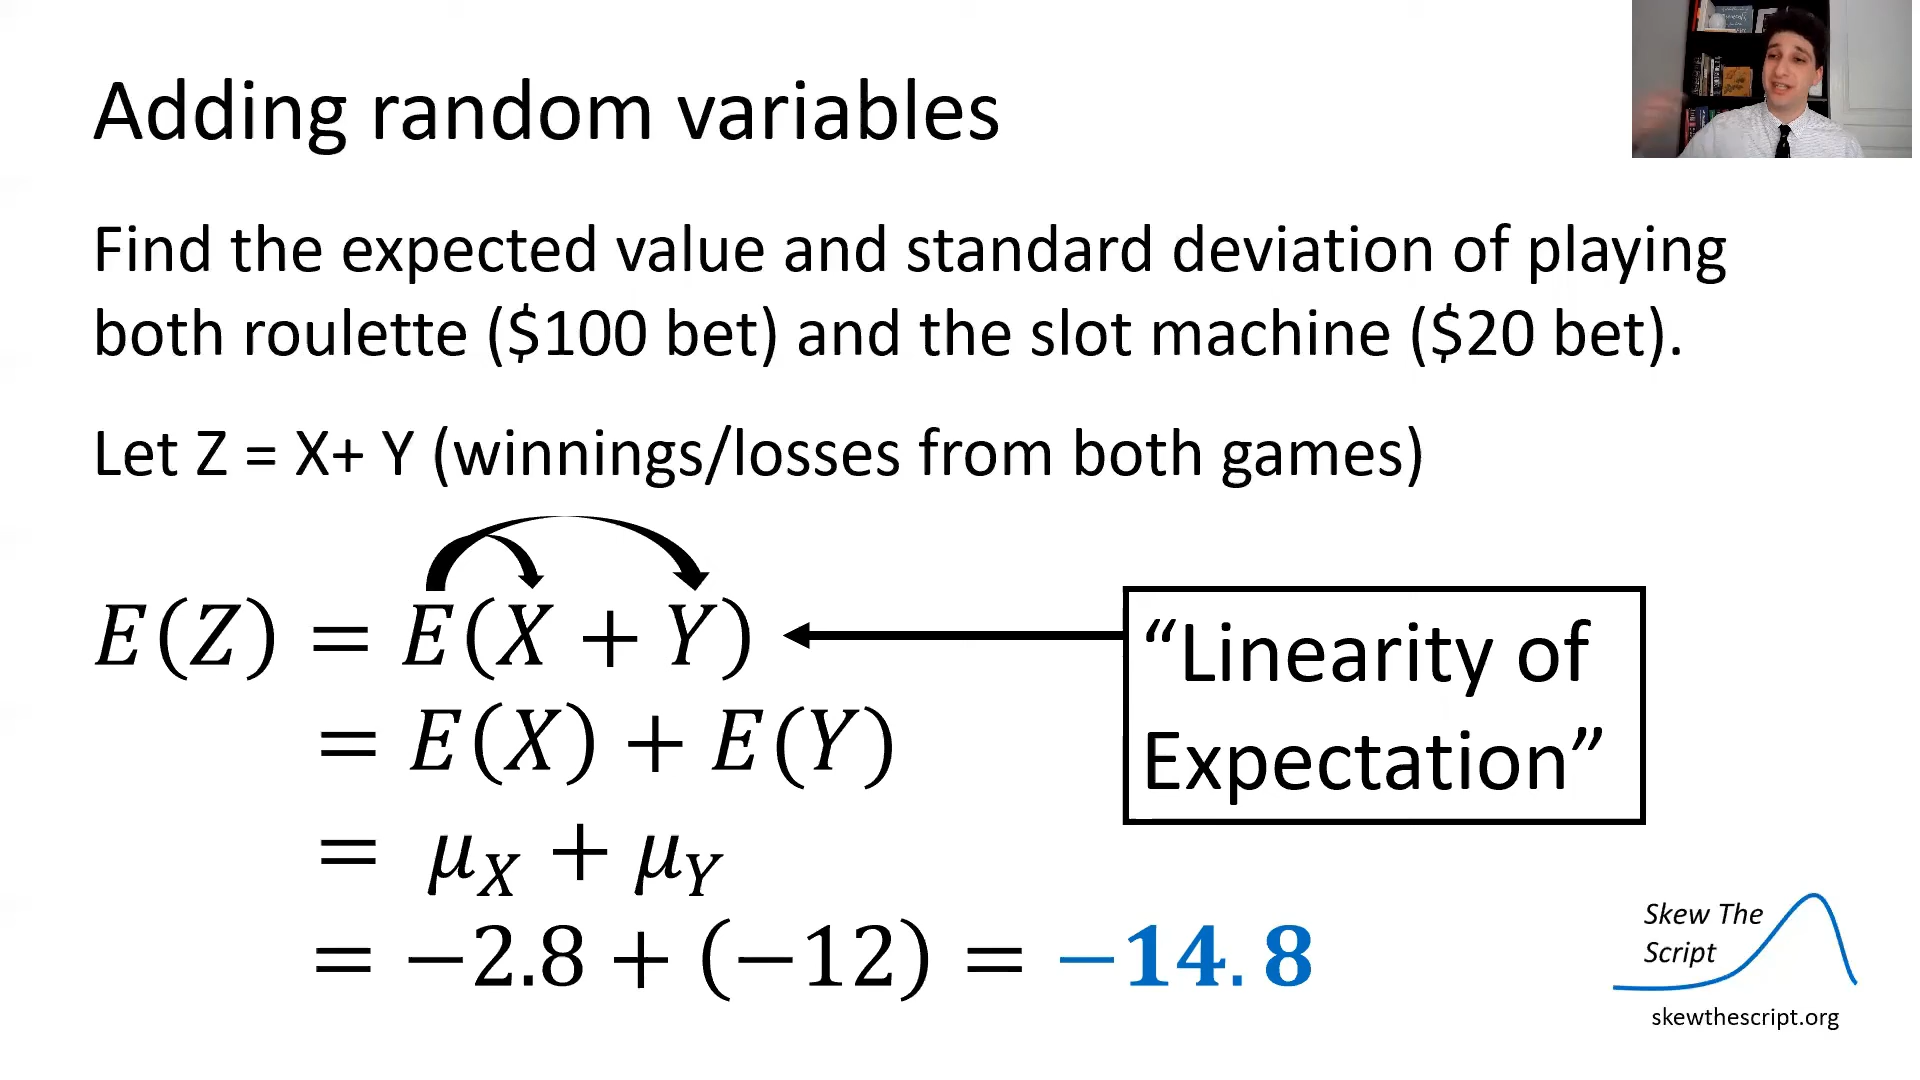 Adding random variables
Find the expected value and standard deviation of playing
both roulette ($100 bet) and the slot machine ($20 bet).
Let Z = X+ Y (winnings/losses from both games)
E(Z) = E(X + Y)
= E(X) + E(Y)
= μ_X + μ_Y
= −2.8 + (−12) = −14.8
“Linearity of
Expectation”
Skew The
Script
skewthescript.org